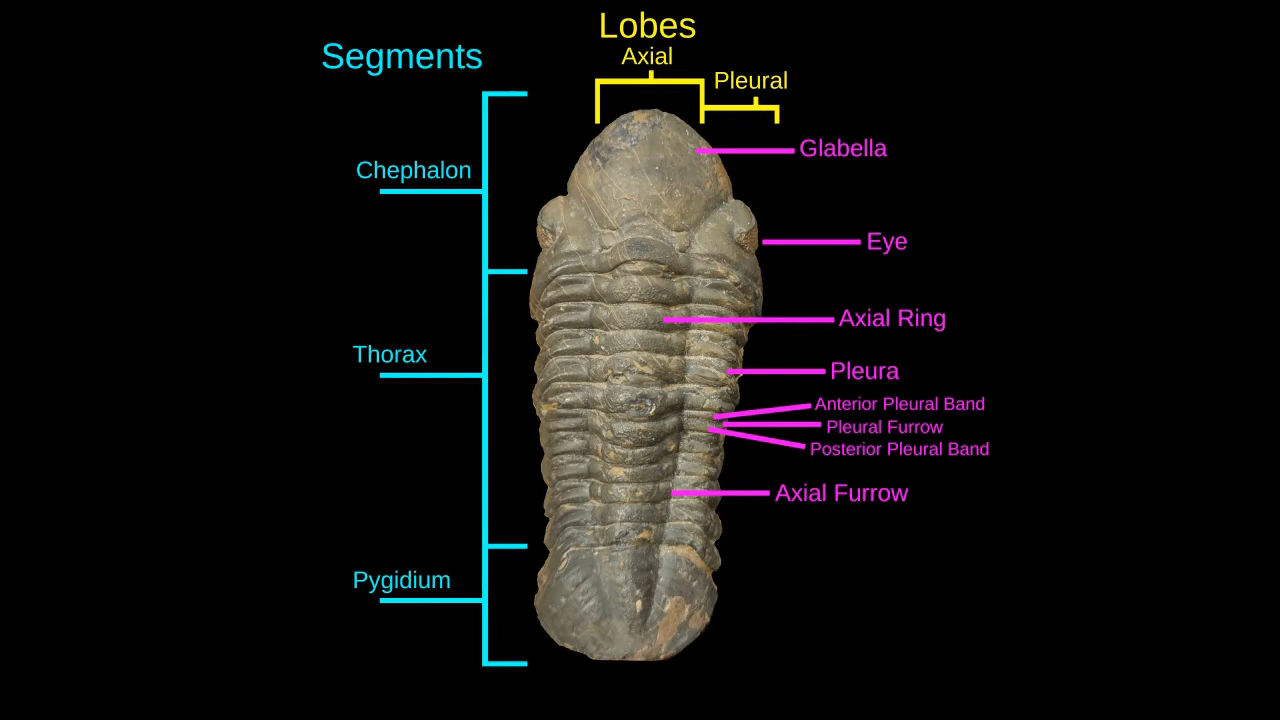 Lobes
Segments
Axial
Pleural
Glabella
Chephalon
Eye
Axial Ring
Thorax
Pleura
Anterior Pleural Band
Pleural Furrow
Posterior Pleural Band
Axial Furrow
Pygidium